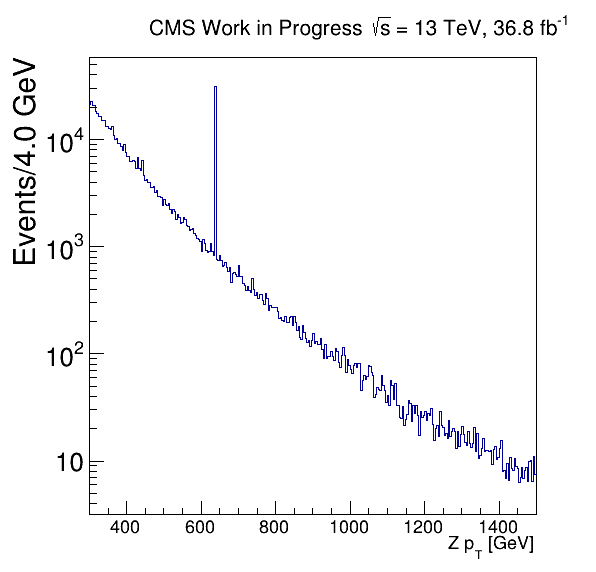 CMS Work in Progress √s = 13 TeV, 36.8 fb⁻¹
Events/4.0 GeV
10⁴
10³
10²
10
400 600 800 1000 1200 1400
Z p_T [GeV]